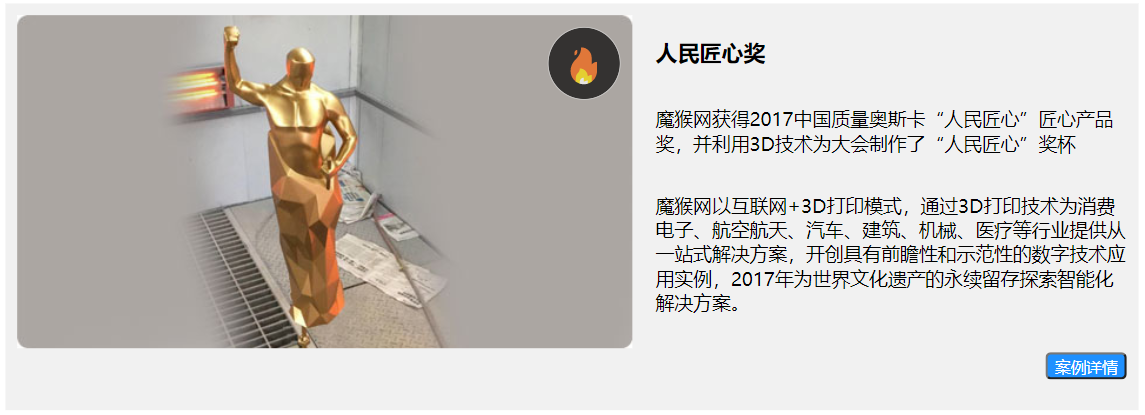 人民匠心奖
魔猴网获得2017中国质量奥斯卡“人民匠心”匠心产品
奖，并利用3D技术为大会制作了“人民匠心”奖杯
魔猴网以互联网+3D打印模式，通过3D打印技术为消费
电子、航空航天、汽车、建筑、机械、医疗等行业提供从
一站式解决方案，开创具有前瞻性和示范性的数字技术应
用实例，2017年为世界文化遗产的永续留存探索智能化
解决方案。
案例详情